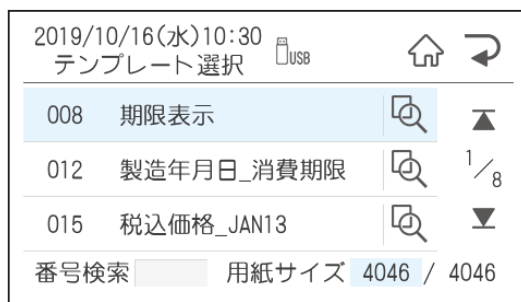 2019/10/16(水)10:30 USB
テンプレート選択
008 期限表示
012 製造年月日_消費期限 1/8
015 税込価格_JAN13
番号検索 用紙サイズ 4046 / 4046